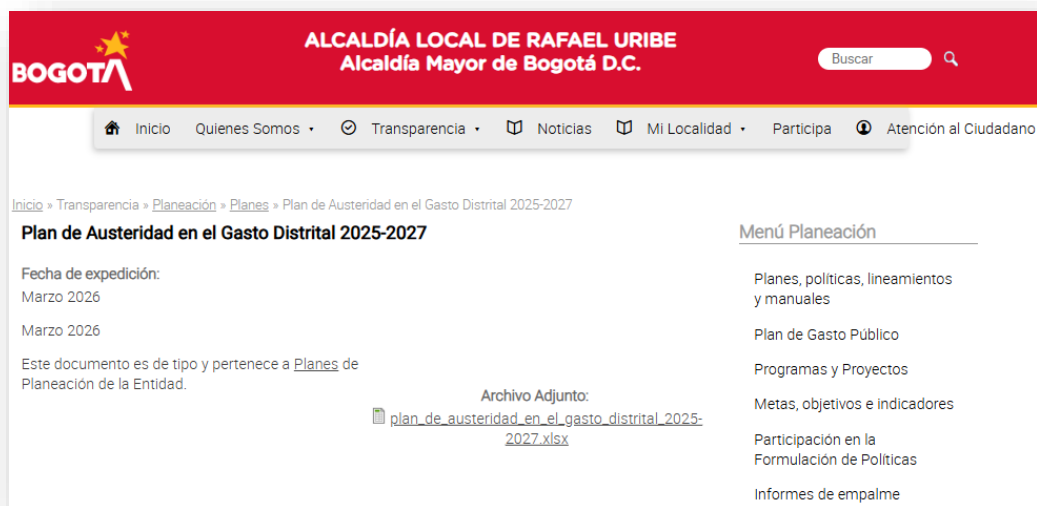 BOGOTÁ
ALCALDÍA LOCAL DE RAFAEL URIBE
Alcaldía Mayor de Bogotá D.C.
Buscar
Inicio Quienes Somos Transparencia Noticias Mi Localidad Participa Atención al Ciudadano
Inicio » Transparencia » Planeación » Planes » Plan de Austeridad en el Gasto Distrital 2025-2027
Plan de Austeridad en el Gasto Distrital 2025-2027
Fecha de expedición:
Marzo 2026
Marzo 2026
Este documento es de tipo y pertenece a Planes de
Planeación de la Entidad.
Archivo Adjunto:
plan_de_austeridad_en_el_gasto_distrital_2025-
2027.xlsx
Menú Planeación
Planes, políticas, lineamientos
y manuales
Plan de Gasto Público
Programas y Proyectos
Metas, objetivos e indicadores
Participación en la
Formulación de Políticas
Informes de empalme